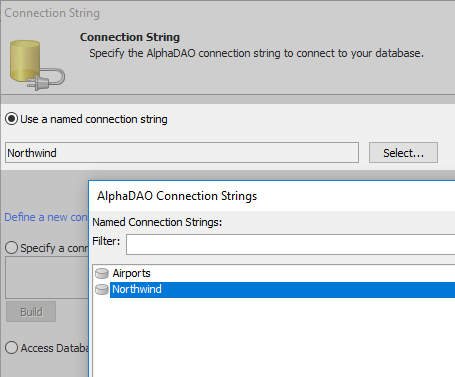 Connection String
Connection String
Specify the AlphaDAO connection string to connect to your database.
Use a named connection string
Northwind
Select...
AlphaDAO Connection Strings
Named Connection Strings:
Define a new con
Filter:
Specify a conn
Airports
Northwind
Build
Access Databa